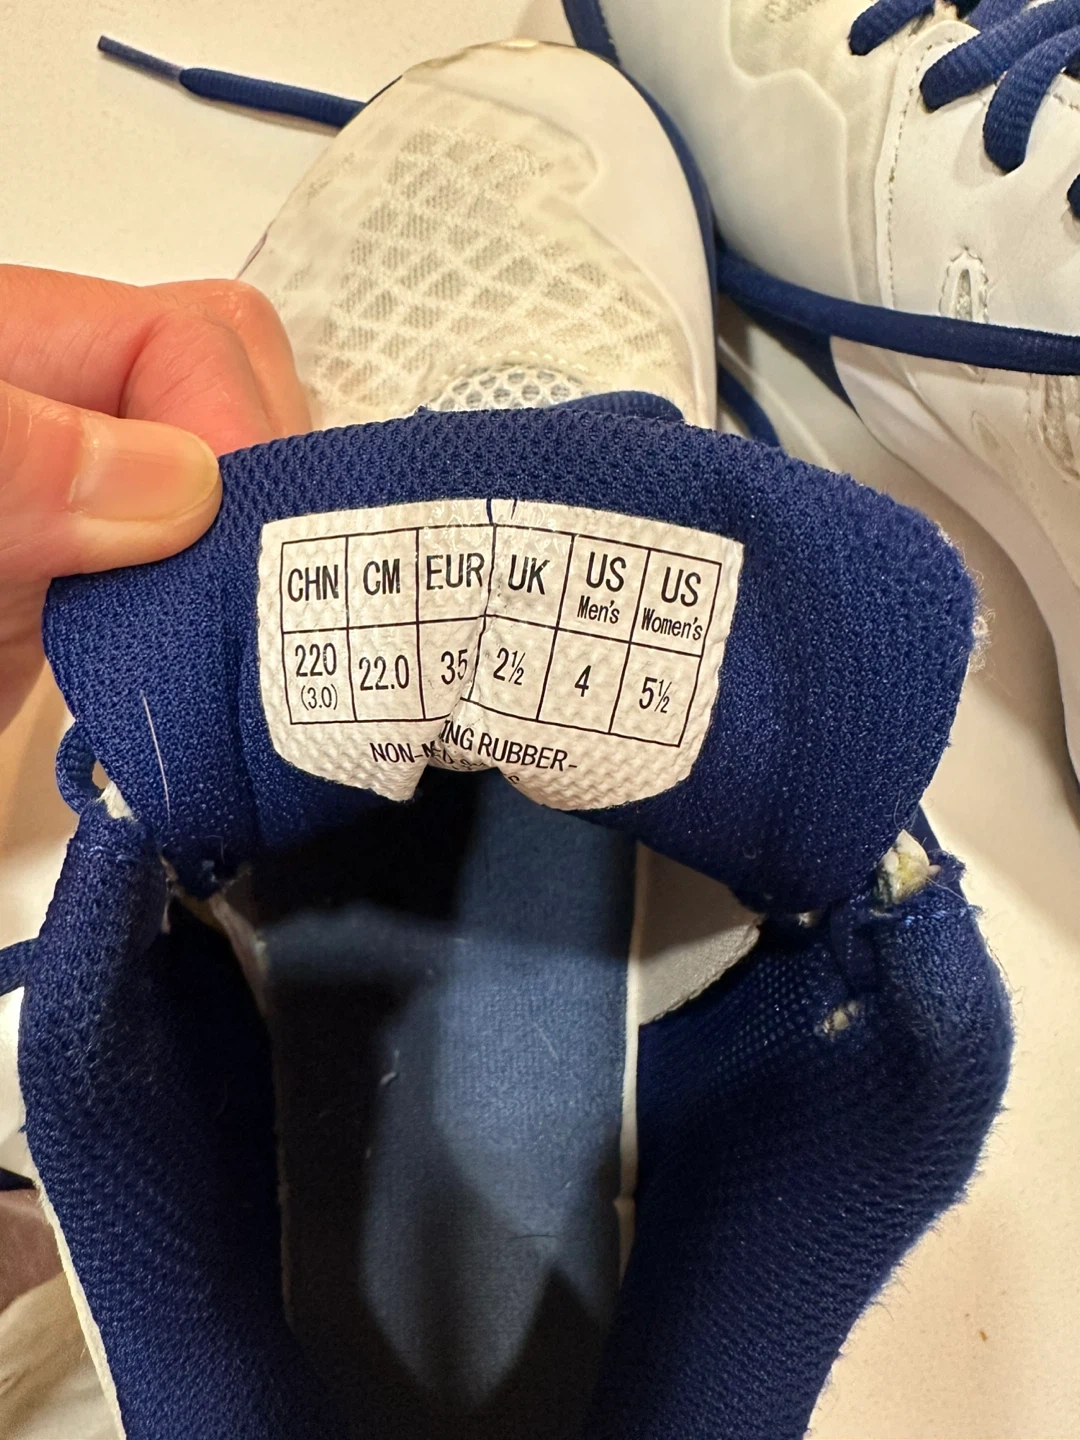 CHN CM EUR UK US Men's US Women's
220 (3.0) 22.0 35 2½ 4 5½
RUBBER-